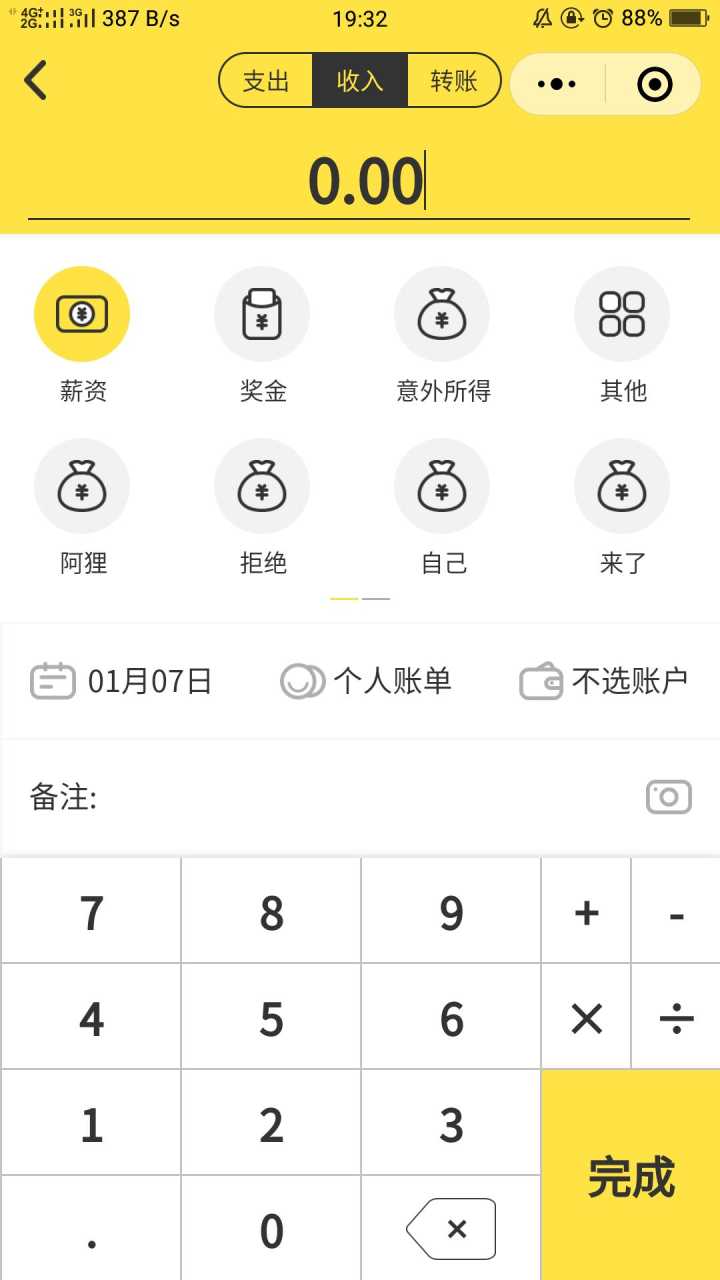 4G+ 2G 3G 387 B/s 19:32 88%
支出 收入 转账
0.00
薪资 奖金 意外所得 其他
阿狸 拒绝 自己 来了
01月07日 个人账单 不选账户
备注:
7 8 9 + -
4 5 6 × ÷
1 2 3
完成
. 0 ×